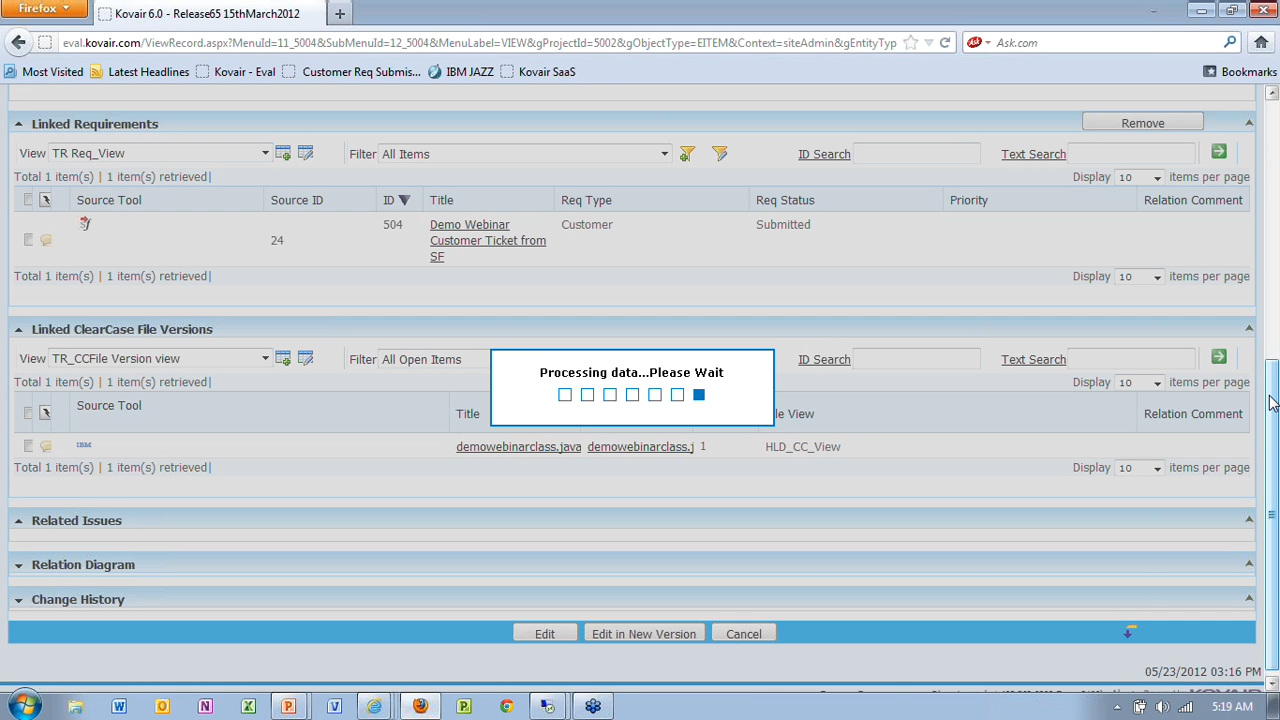 Firefox
Kovair 6.0 - Release65 15thMarch2012
eval.kovair.com/ViewRecord.aspx?MenuId=11_5004&SubMenuId=12_5004&MenuLabel=VIEW&gProjectId=5002&gObjectType=EITEM&Context=siteAdmin&gEntityTyp
Ask.com
Most Visited Latest Headlines Kovair - Eval Customer Req Submis... IBM JAZZ Kovair SaaS Bookmarks
Linked Requirements Remove
View TR Req_View Filter All Items ID Search Text Search
Total 1 item(s) | 1 item(s) retrieved| Display 10 items per page
Source Tool Source ID ID Title Req Type Req Status Priority Relation Comment
24 504 Demo Webinar Customer Submitted
Customer Ticket from
SF
Total 1 item(s) | 1 item(s) retrieved| Display 10 items per page
Linked ClearCase File Versions
View TR_CCFile Version view Filter All Open Items ID Search Text Search
Processing data...Please Wait
Total 1 item(s) | 1 item(s) retrieved| Display 10 items per page
Source Tool Title View Relation Comment
IBM demowebinarclass.java demowebinarclass.j 1 HLD_CC_View
Total 1 item(s) | 1 item(s) retrieved| Display 10 items per page
Related Issues
Relation Diagram
Change History
Edit Edit in New Version Cancel
05/23/2012 03:16 PM
5:19 AM